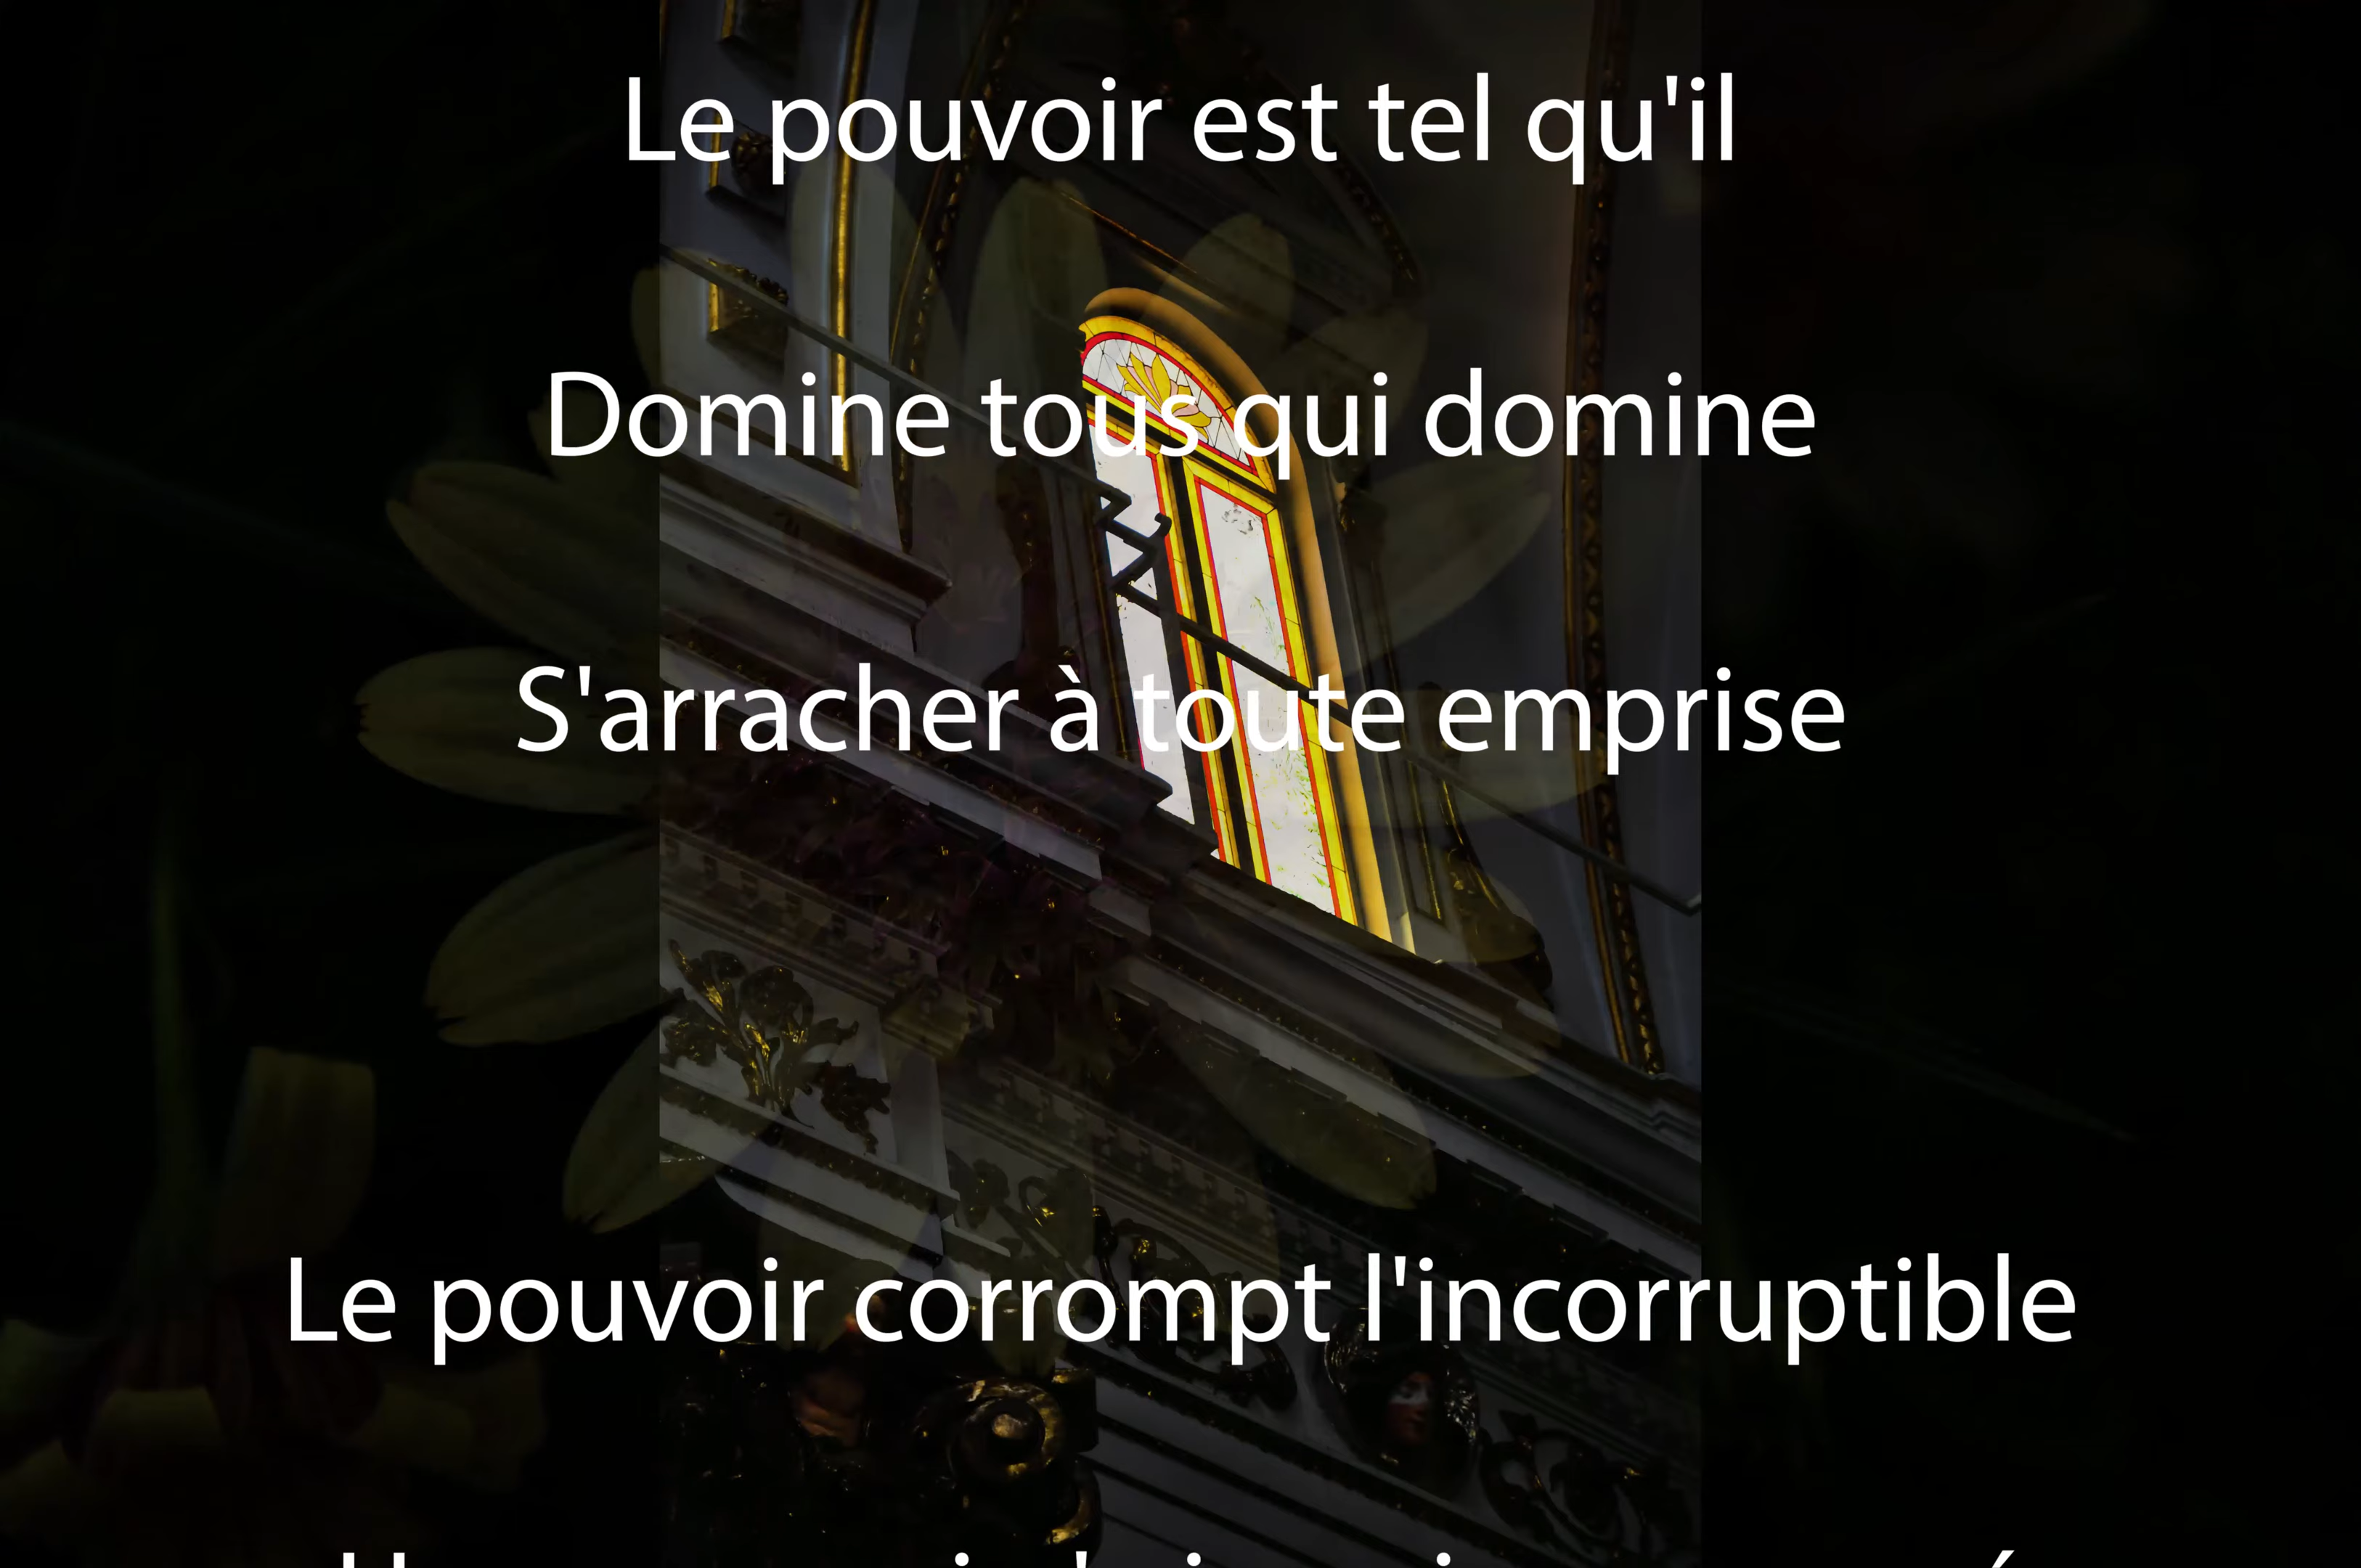 Le pouvoir est tel qu'il
Domine tous qui domine
S'arracher à toute emprise
Le pouvoir corrompt l'incorruptible